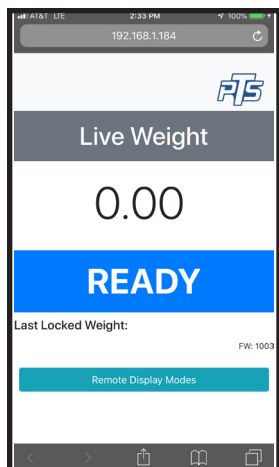 AT&T LTE 2:33 PM 100%
192.168.1.184
PTS
Live Weight
0.00
READY
Last Locked Weight:
FW: 1003
Remote Display Modes